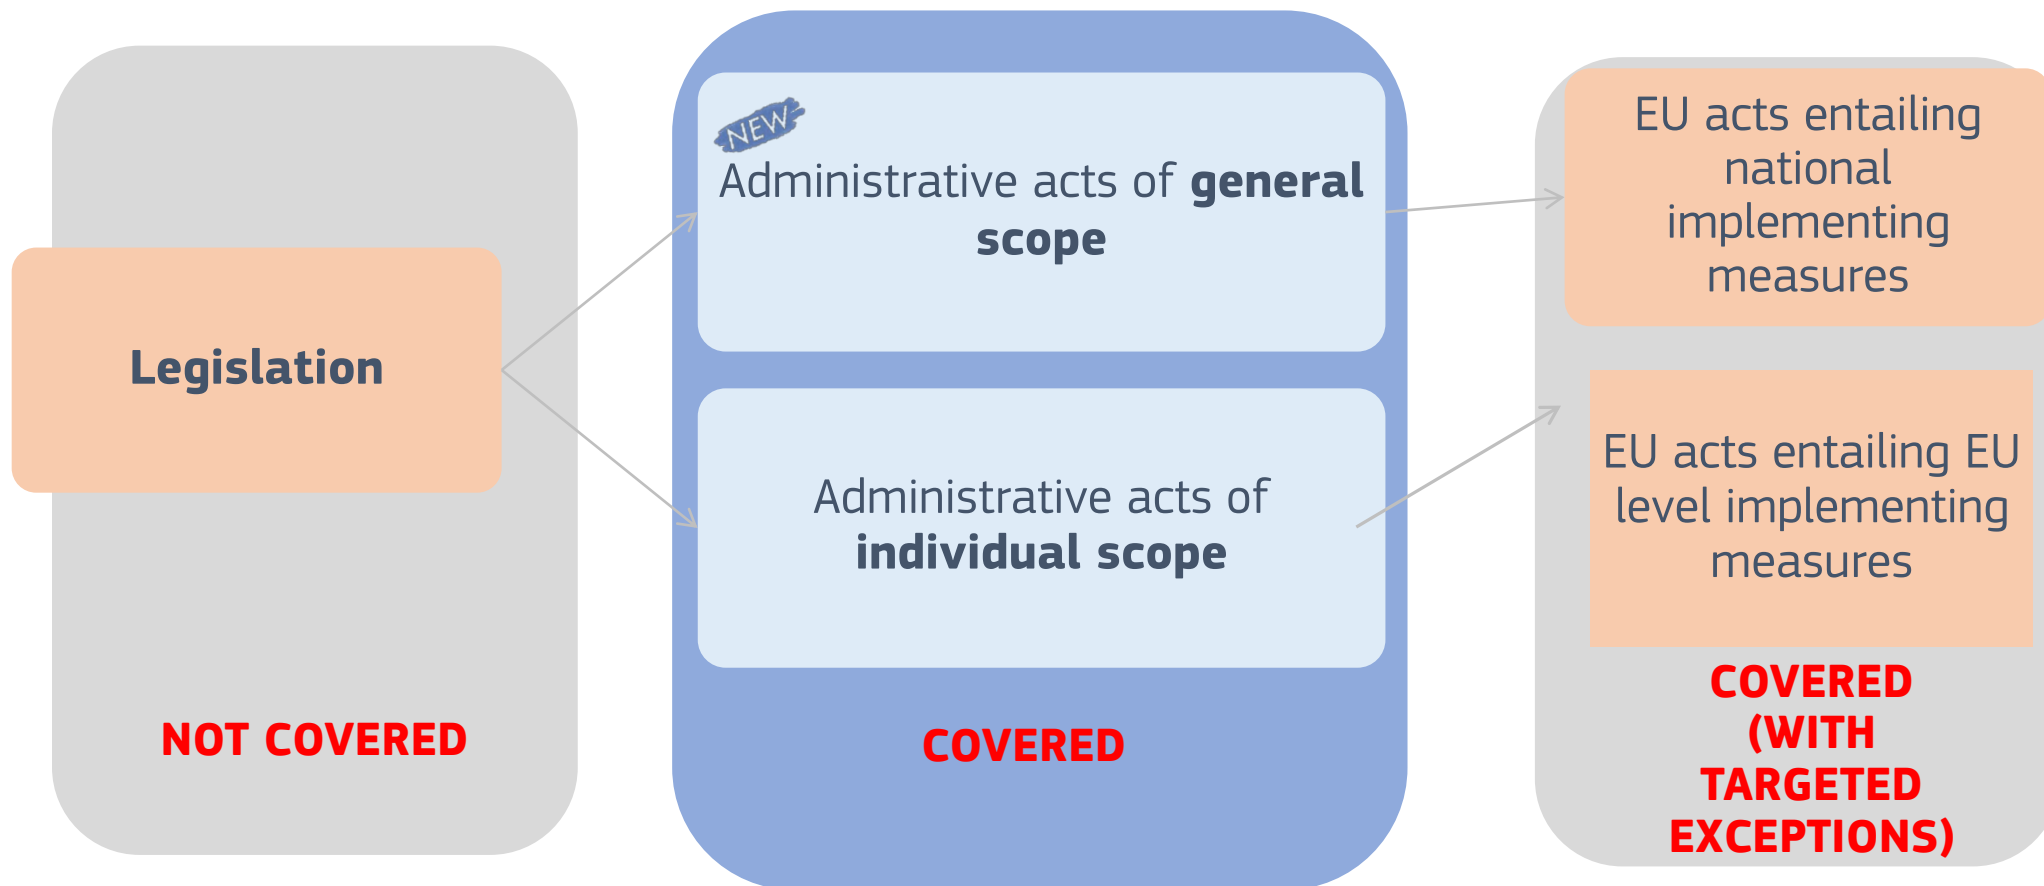 Legislation
NOT COVERED
NEW
Administrative acts of general
scope
Administrative acts of
individual scope
COVERED
EU acts entailing
national
implementing
measures
EU acts entailing EU
level implementing
measures
COVERED
(WITH
TARGETED
EXCEPTIONS)